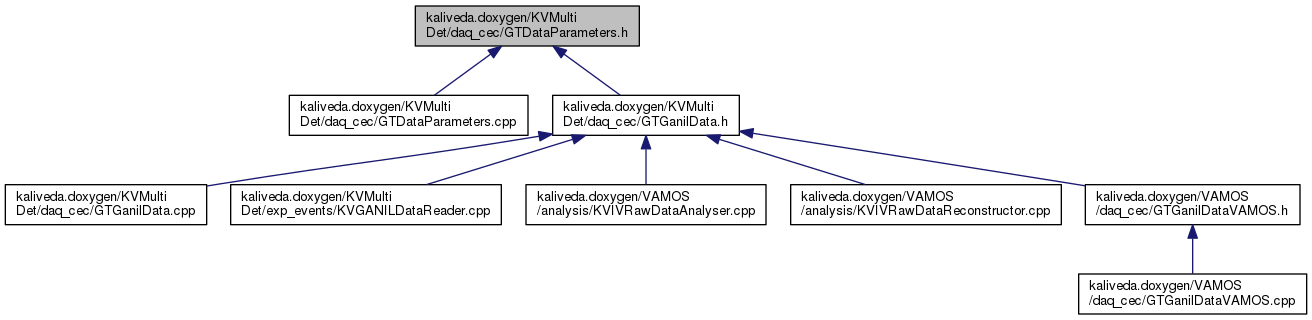 kaliveda.doxygen/KVMulti
Det/daq_cec/GTDataParameters.h
kaliveda.doxygen/KVMulti
Det/daq_cec/GTDataParameters.cpp
kaliveda.doxygen/KVMulti
Det/daq_cec/GTGanilData.h
kaliveda.doxygen/KVMulti
Det/daq_cec/GTGanilData.cpp
kaliveda.doxygen/KVMulti
Det/exp_events/KVGANILDataReader.cpp
kaliveda.doxygen/VAMOS
/analysis/KVIVRawDataAnalyser.cpp
kaliveda.doxygen/VAMOS
/analysis/KVIVRawDataReconstructor.cpp
kaliveda.doxygen/VAMOS
/daq_cec/GTGanilDataVAMOS.h
kaliveda.doxygen/VAMOS
/daq_cec/GTGanilDataVAMOS.cpp